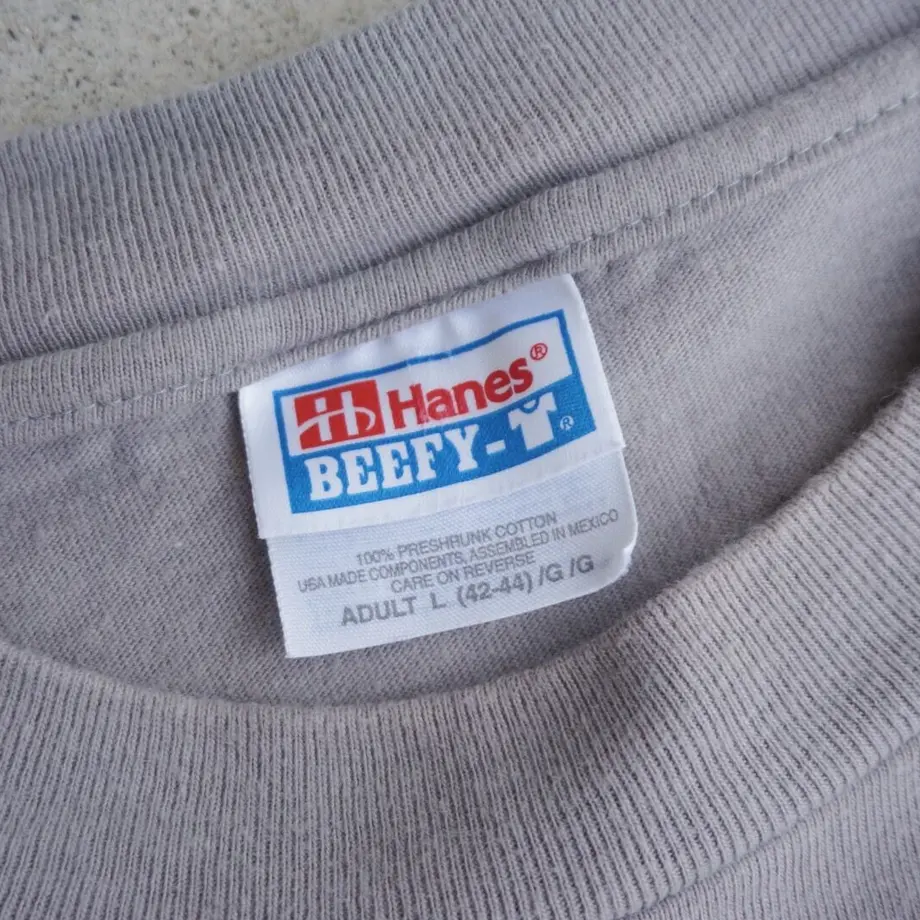 Hanes®
BEEFY-T®
100% PRESHRUNK COTTON
USA MADE COMPONENTS, ASSEMBLED IN MEXICO
CARE ON REVERSE
ADULT L (42-44) /G /G